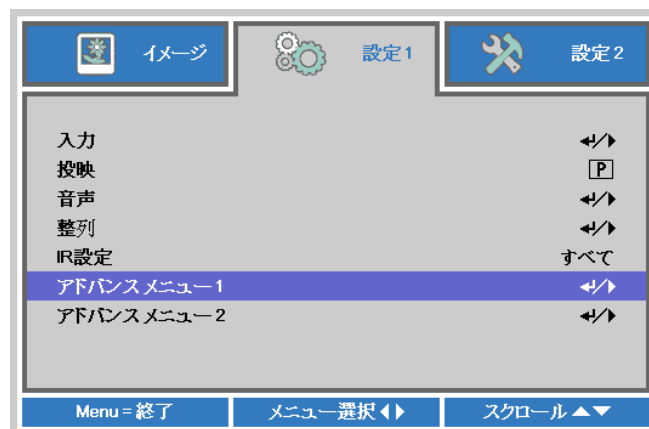 イメージ
設定1
設定2
入力 ↵/▶
投映 P
音声 ↵/▶
整列 ↵/▶
IR設定 すべて
アドバンスメニュー1 ↵/▶
アドバンスメニュー2 ↵/▶
Menu=終了
メニュー選択◀▶
スクロール▲▼